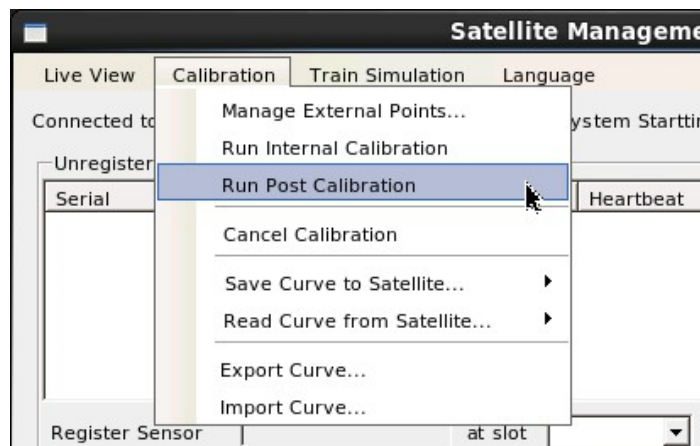 Satellite Manageme
Live View Calibration Train Simulation Language
Manage External Points...
Connected to ystem Starttin
Run Internal Calibration
Unregister
Run Post Calibration
Serial Heartbeat
Cancel Calibration
Save Curve to Satellite...
Read Curve from Satellite...
Export Curve...
Import Curve...
Register Sensor at slot